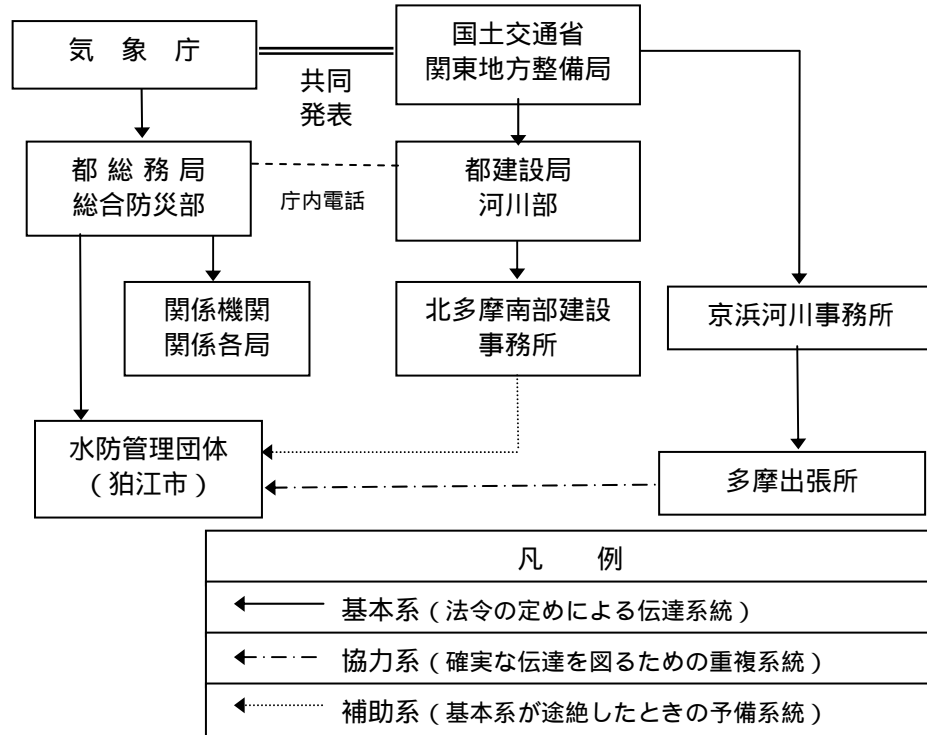 気 象 庁
国土交通省
関東地方整備局
共同
発表
都 総 務 局
総合防災部
庁内電話
都建設局
河川部
関係機関
関係各局
北多摩南部建設
事務所
京浜河川事務所
水防管理団体
（狛江市）
多摩出張所
凡 例
基本系（法令の定めによる伝達系統）
協力系（確実な伝達を図るための重複系統）
補助系（基本系が途絶したときの予備系統）